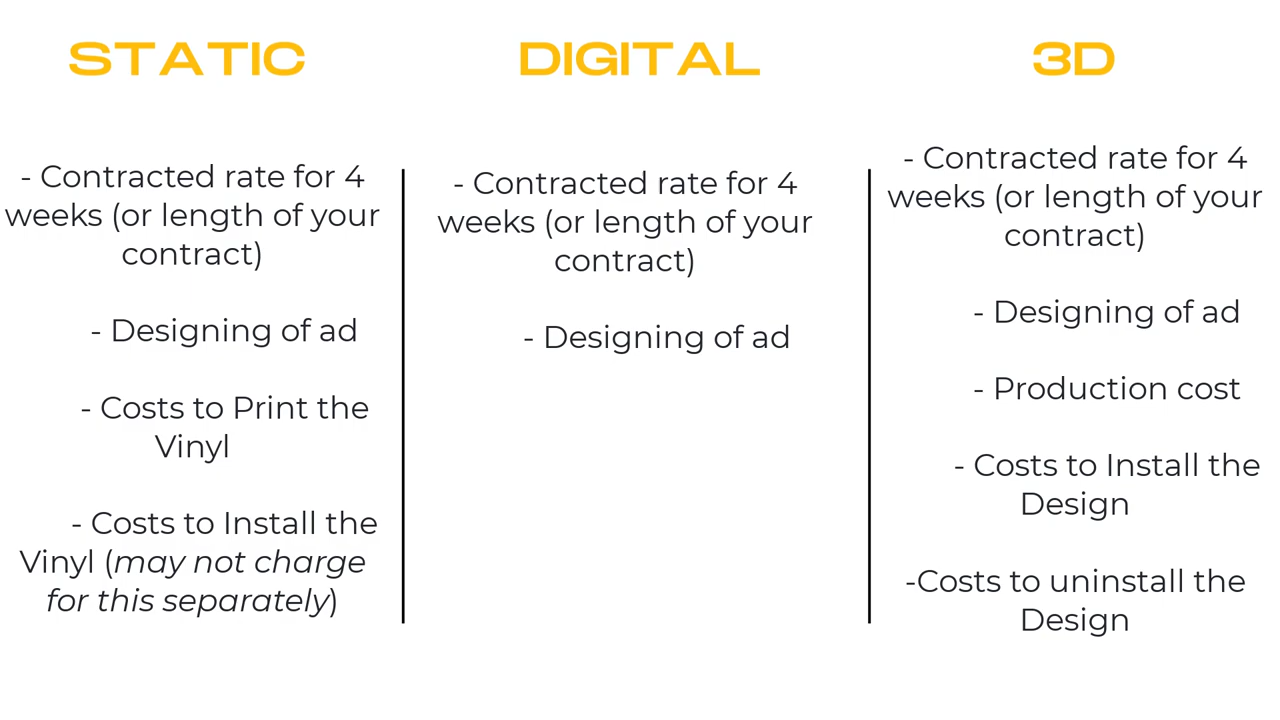 STATIC
- Contracted rate for 4
weeks (or length of your
contract)
- Designing of ad
- Costs to Print the
Vinyl
- Costs to Install the
Vinyl (may not charge
for this separately)
DIGITAL
- Contracted rate for 4
weeks (or length of your
contract)
- Designing of ad
3D
- Contracted rate for 4
weeks (or length of your
contract)
- Designing of ad
- Production cost
- Costs to Install the
Design
-Costs to uninstall the
Design